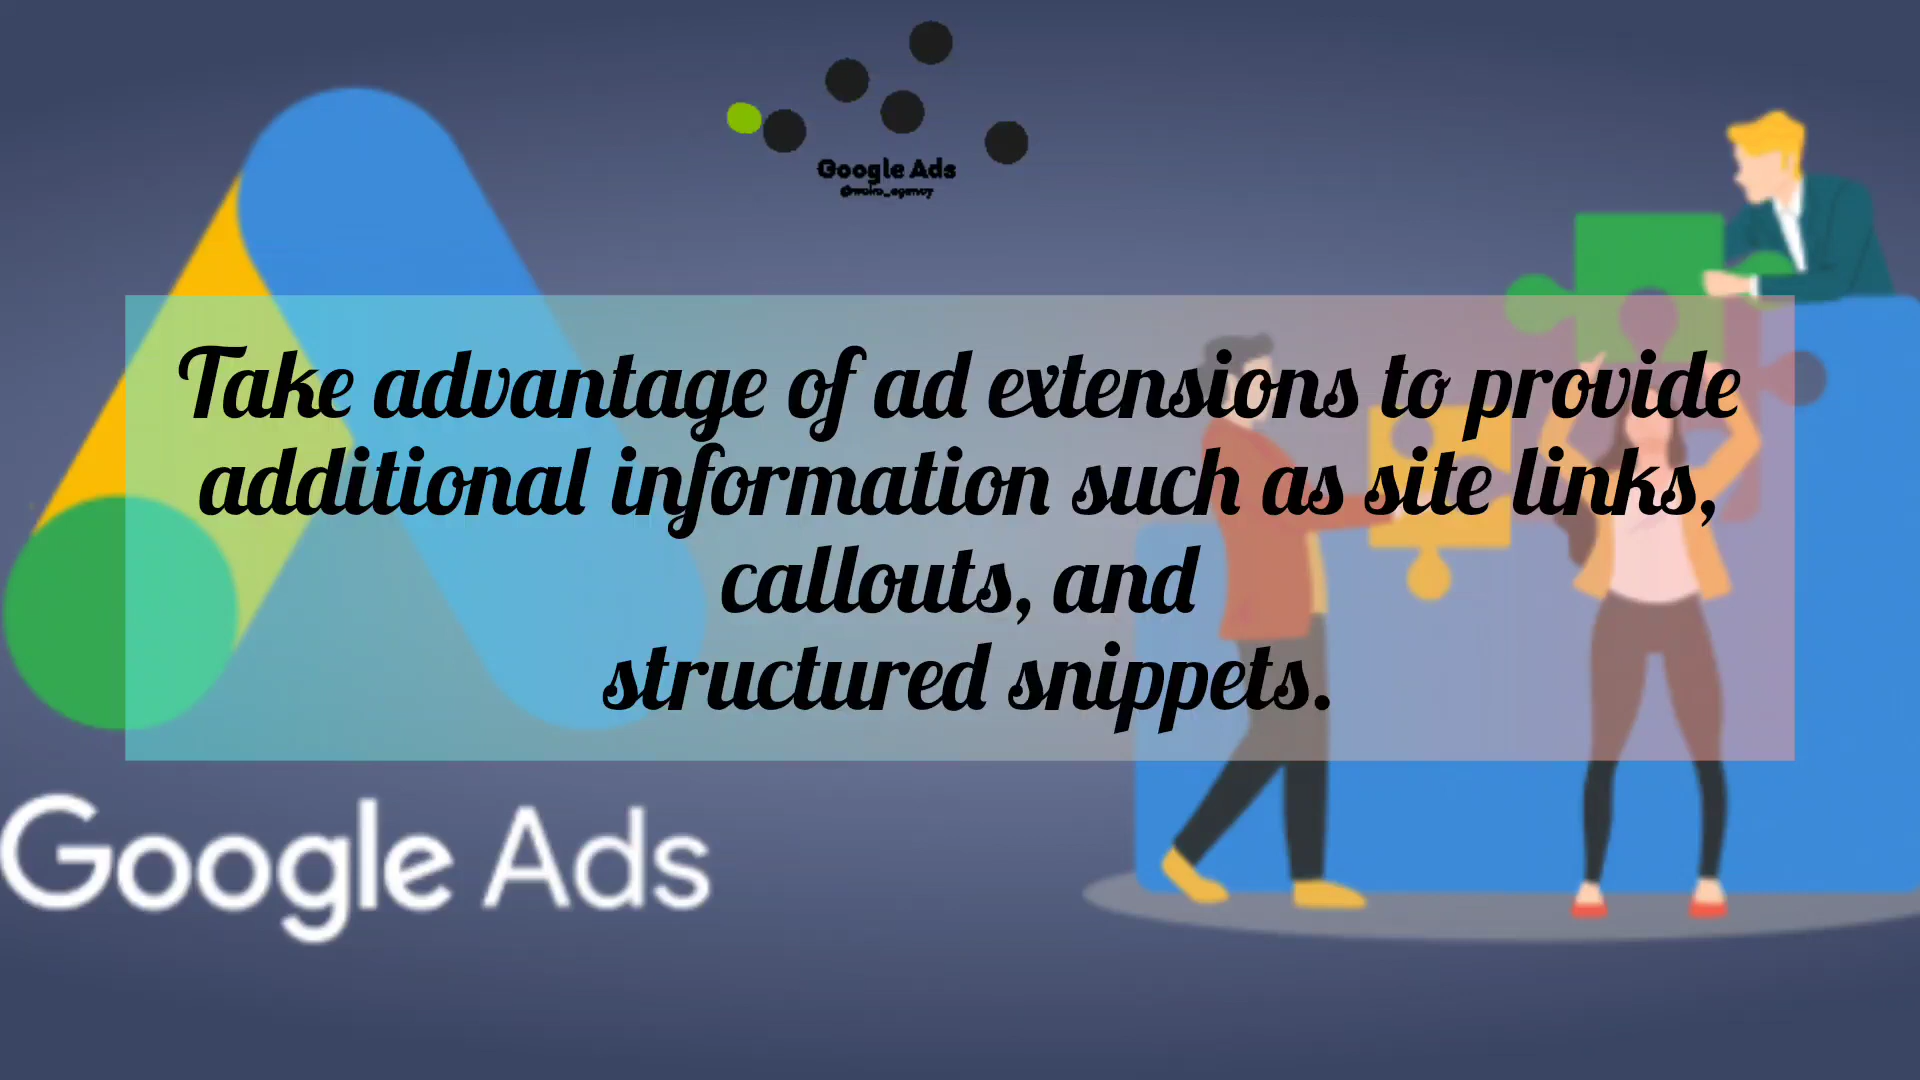 Google Ads
Take advantage of ad extensions to provide
additional information such as site links,
callouts, and
structured snippets.
Google Ads